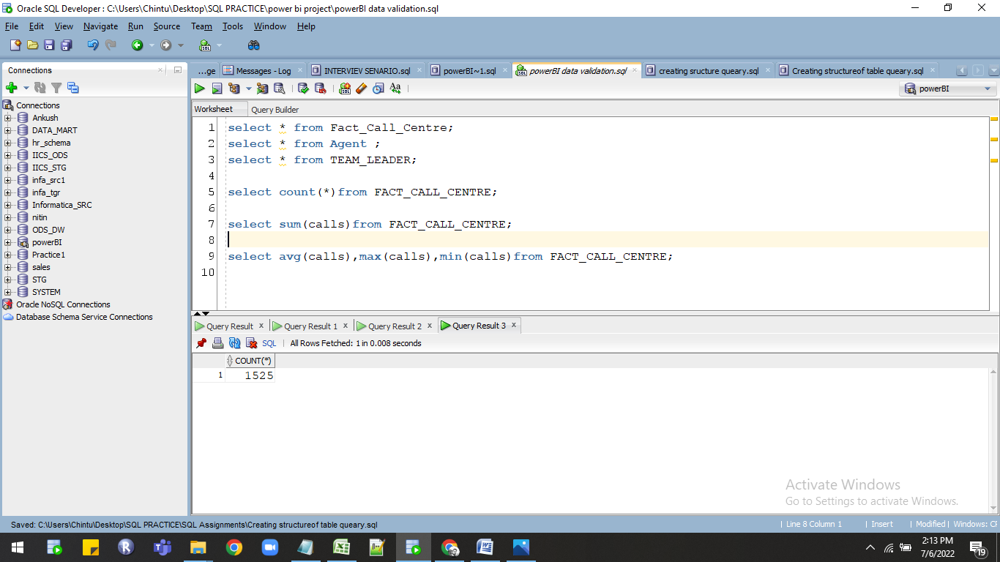 Oracle SQL Developer : C:\Users\Chintu\Desktop\SQL PRACTICE\power bi project\powerBI data validation.sql
File Edit View Navigate Run Source Team Tools Window Help
Connections
...ge Messages - Log INTERVIEV SENARIO.sql powerBI~1.sql powerBI data validation.sql creating sructure queary.sql Creating structureof table queary.sql
powerBI
Worksheet Query Builder
Connections
Ankush
DATA_MART
hr_schema
IICS_ODS
IICS_STG
infa_src1
infa_tgr
Informatica_SRC
nitin
ODS_DW
powerBI
Practice1
sales
STG
SYSTEM
Oracle NoSQL Connections
Database Schema Service Connections
1 select * from Fact_Call_Centre;
2 select * from Agent ;
3 select * from TEAM_LEADER;
4
5 select count(*)from FACT_CALL_CENTRE;
6
7 select sum(calls)from FACT_CALL_CENTRE;
8
9 select avg(calls),max(calls),min(calls)from FACT_CALL_CENTRE;
10
Query Result Query Result 1 Query Result 2 Query Result 3
SQL | All Rows Fetched: 1 in 0.008 seconds
COUNT(*)
1 1525
Activate Windows
Go to Settings to activate Windows.
Saved: C:\Users\Chintu\Desktop\SQL PRACTICE\SQL Assignments\Creating structureof table queary.sql
| Line 8 Column 1 | Insert | Modified | Windows: CF
2:13 PM
7/6/2022
19